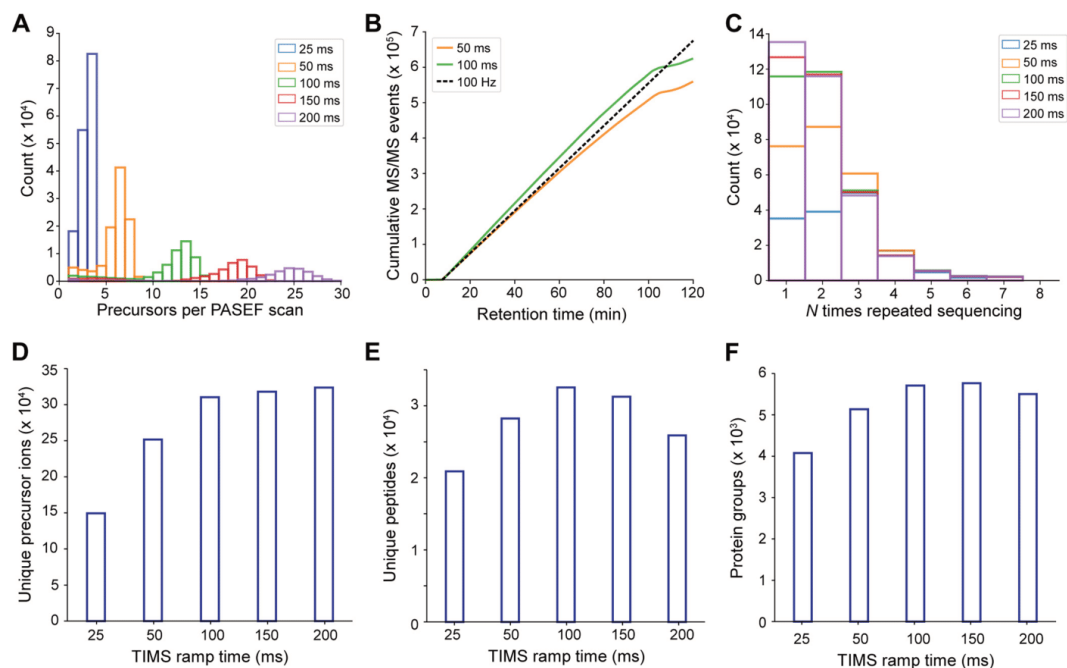 A
B
C
Count (x 10⁴)
9
8
6
4
2
1
0
0
5
10
15
20
25
30
Precursors per PASEF scan
25 ms
50 ms
100 ms
150 ms
200 ms
Cumulative MS/MS events (x 10⁵)
7
6
5
4
3
2
1
0
0
20
40
60
80
100
120
Retention time (min)
50 ms
100 ms
100 Hz
Count (x 10⁴)
14
12
10
8
6
4
2
0
1
2
3
4
5
6
7
8
N times repeated sequencing
25 ms
50 ms
100 ms
150 ms
200 ms
D
E
F
Unique precursor ions (x 10⁴)
35
30
25
20
15
10
5
0
25
50
100
150
200
TIMS ramp time (ms)
Unique peptides (x 10⁴)
3
2
1
0
25
50
100
150
200
TIMS ramp time (ms)
Protein groups (x 10³)
6
5
4
3
2
1
0
25
50
100
150
200
TIMS ramp time (ms)